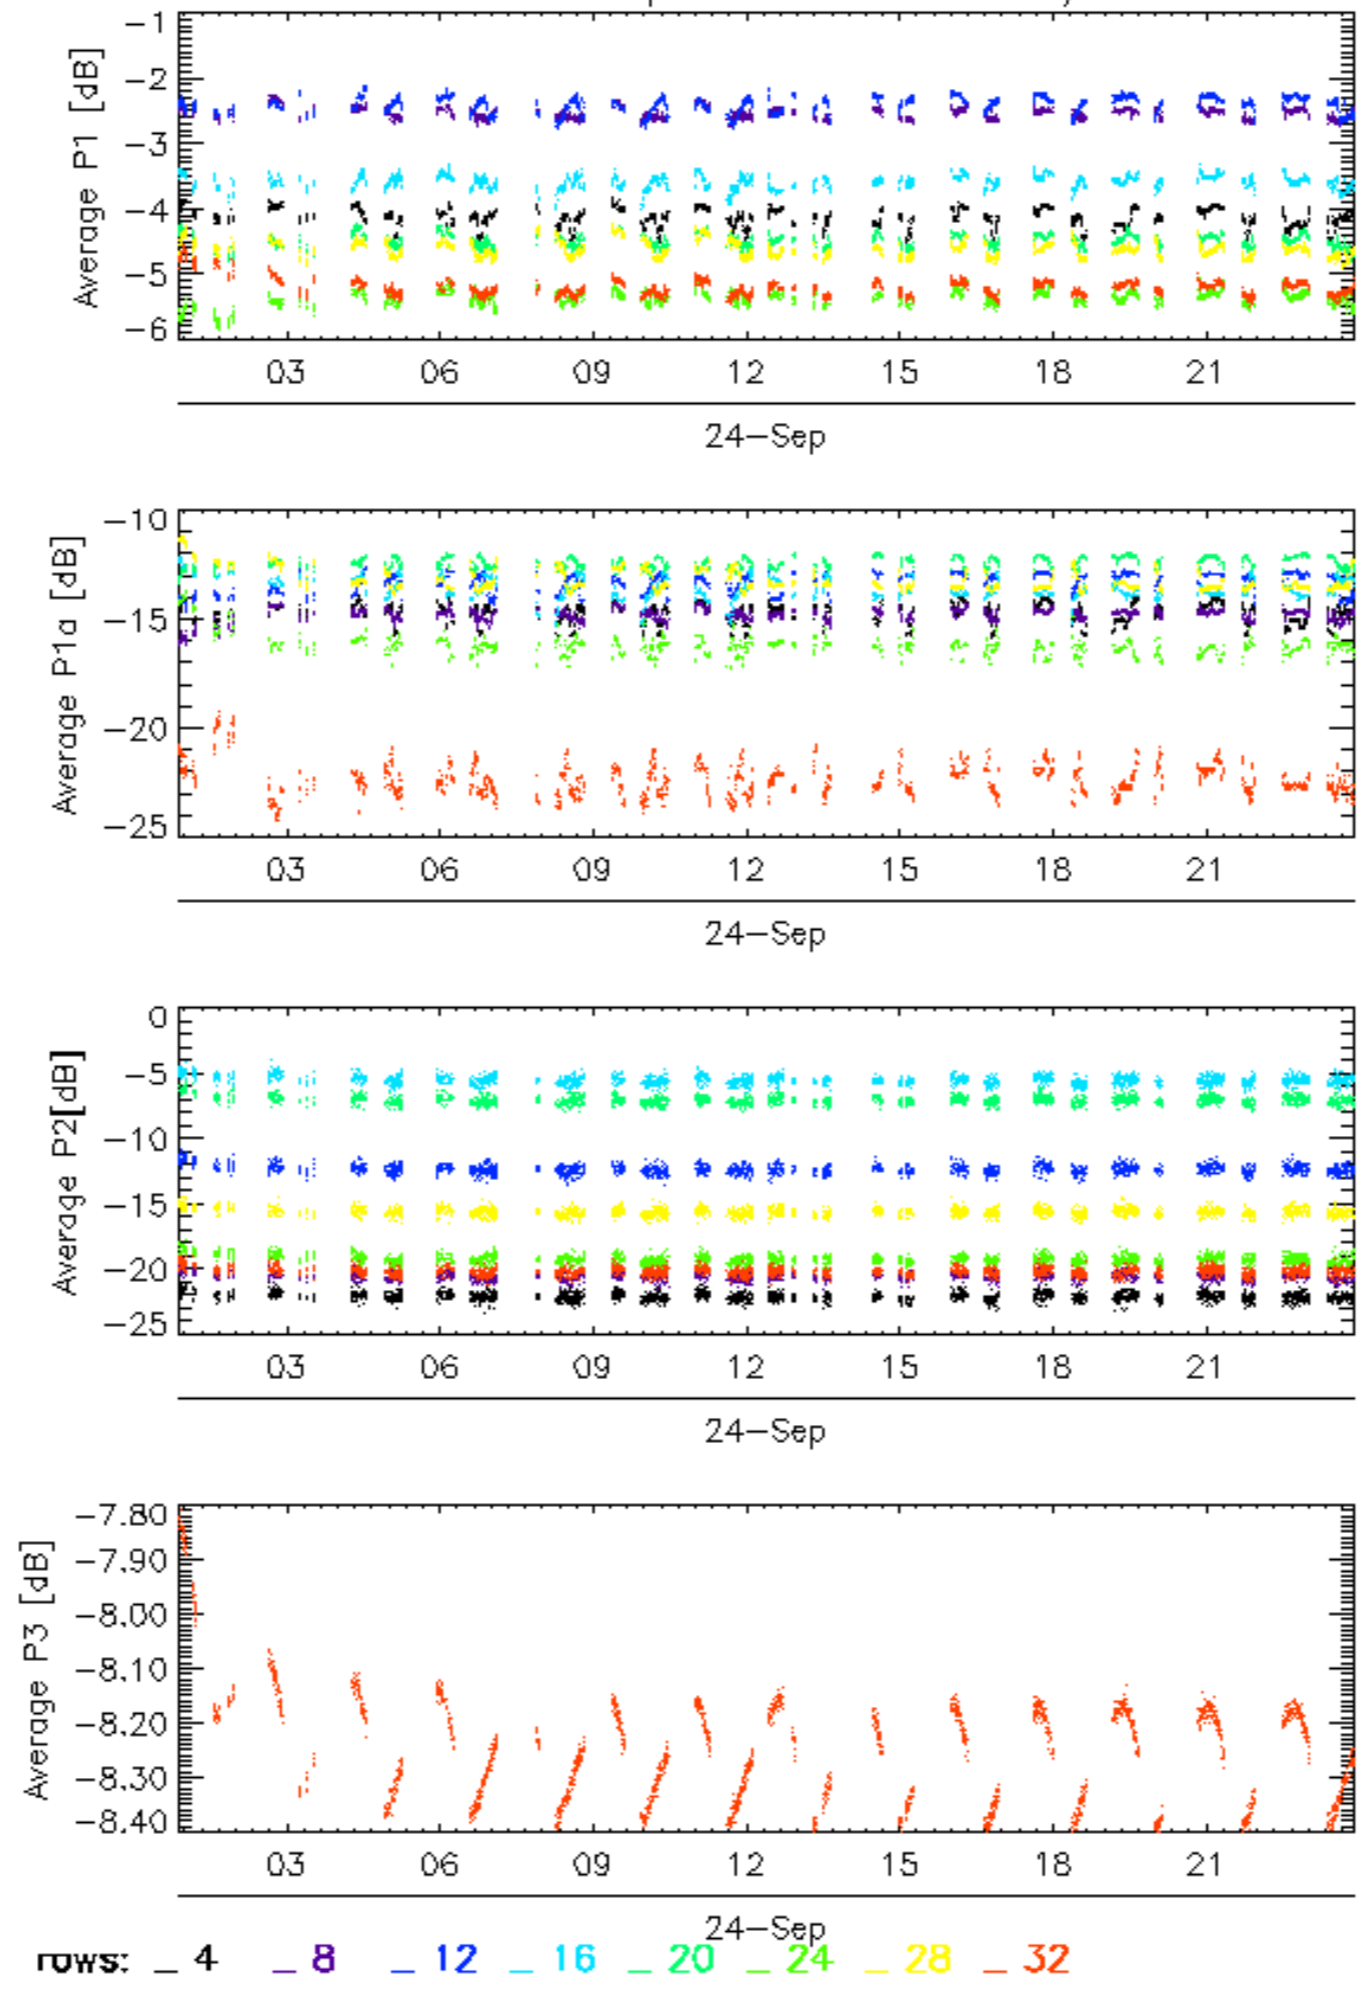 −1
−2
−3
−4
−5
−6
Average P1 [dB]
03 06 09 12 15 18 21
24−Sep
−10
−15
−20
−25
Average P1a [dB]
03 06 09 12 15 18 21
24−Sep
0
−5
−10
−15
−20
−25
Average P2[dB]
03 06 09 12 15 18 21
24−Sep
−7.80
−7.90
−8.00
−8.10
−8.20
−8.30
−8.40
Average P3 [dB]
03 06 09 12 15 18 21
24−Sep
rows: _ 4 _ 8 _ 12 _ 16 _ 20 _ 24 _ 28 _ 32